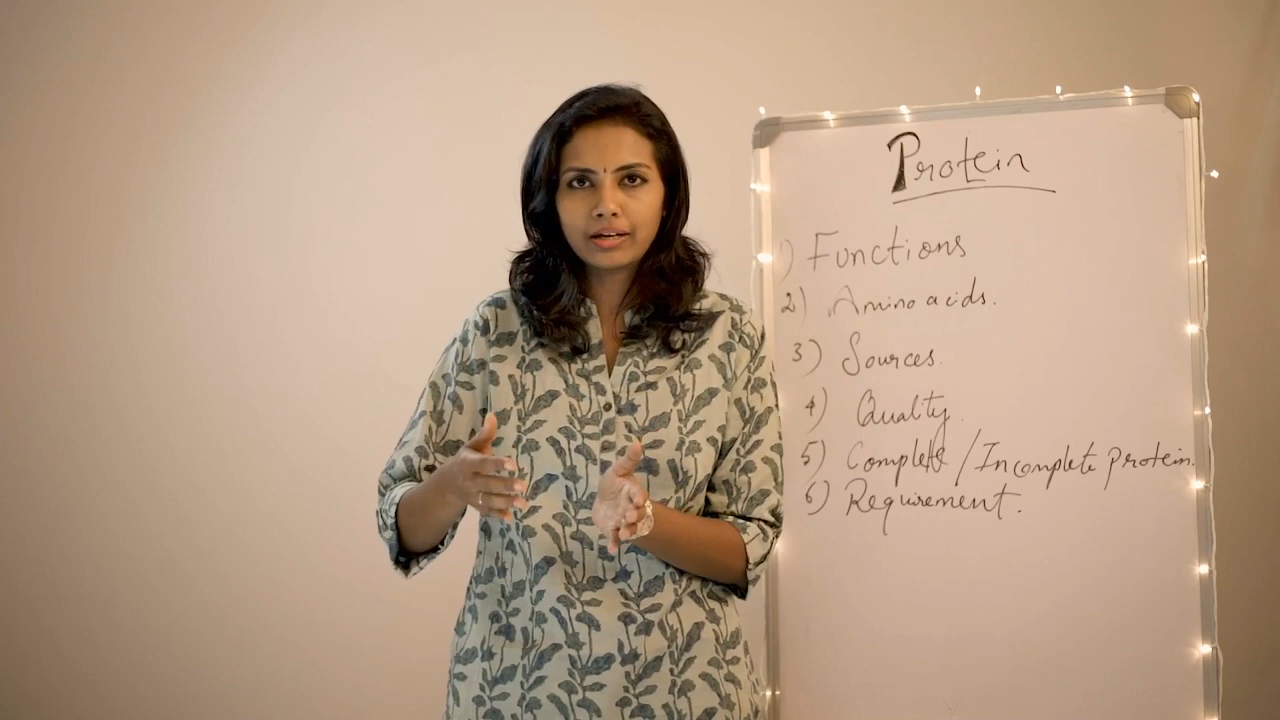 Protein
1) Functions
2) Amino acids.
3) Sources.
4) Quality.
5) Complete / Incomplete protein.
6) Requirement.